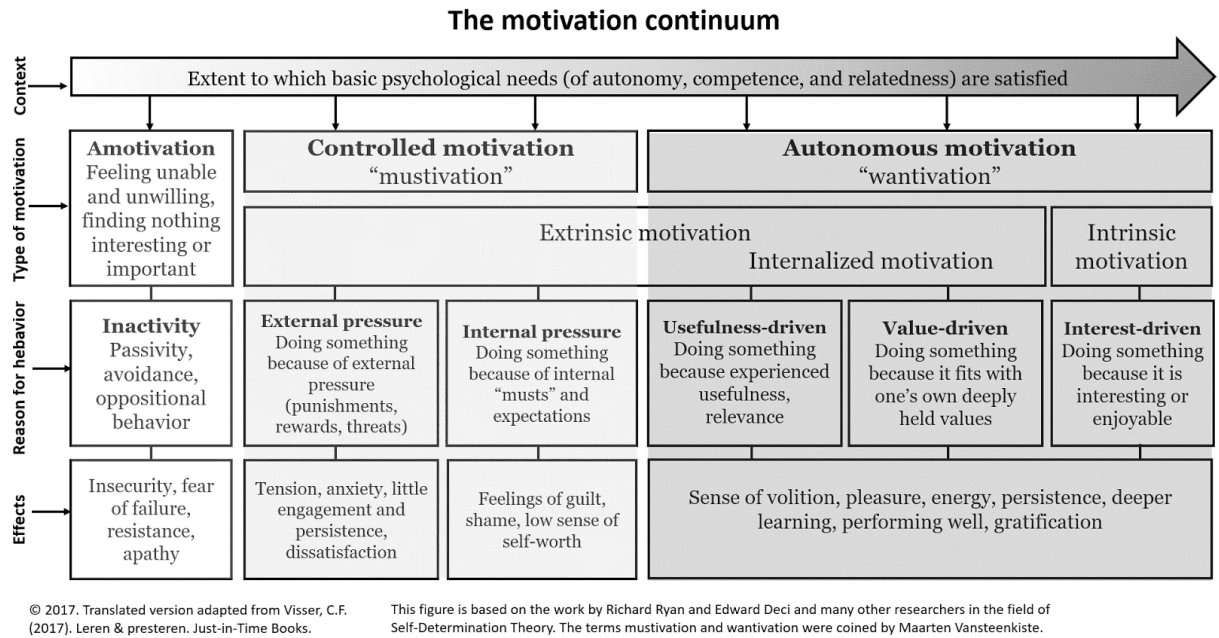 The motivation continuum
Context
Extent to which basic psychological needs (of autonomy, competence, and relatedness) are satisfied
Type of motivation
Amotivation
Feeling unable
and unwilling,
finding nothing
interesting or
important
Controlled motivation
“mustivation”
Autonomous motivation
“wantivation”
Extrinsic motivation
Internalized motivation
Intrinsic
motivation
Reason for hebavior
Inactivity
Passivity,
avoidance,
oppositional
behavior
External pressure
Doing something
because of external
pressure
(punishments,
rewards, threats)
Internal pressure
Doing something
because of internal
“musts” and
expectations
Usefulness-driven
Doing something
because experienced
usefulness,
relevance
Value-driven
Doing something
because it fits with
one’s own deeply
held values
Interest-driven
Doing something
because it is
interesting or
enjoyable
Effects
Insecurity, fear
of failure,
resistance,
apathy
Tension, anxiety, little
engagement and
persistence,
dissatisfaction
Feelings of guilt,
shame, low sense of
self-worth
Sense of volition, pleasure, energy, persistence, deeper
learning, performing well, gratification
© 2017. Translated version adapted from Visser, C.F.
(2017). Leren & presteren. Just-in-Time Books.
This figure is based on the work by Richard Ryan and Edward Deci and many other researchers in the field of
Self-Determination Theory. The terms mustivation and wantivation were coined by Maarten Vansteenkiste.